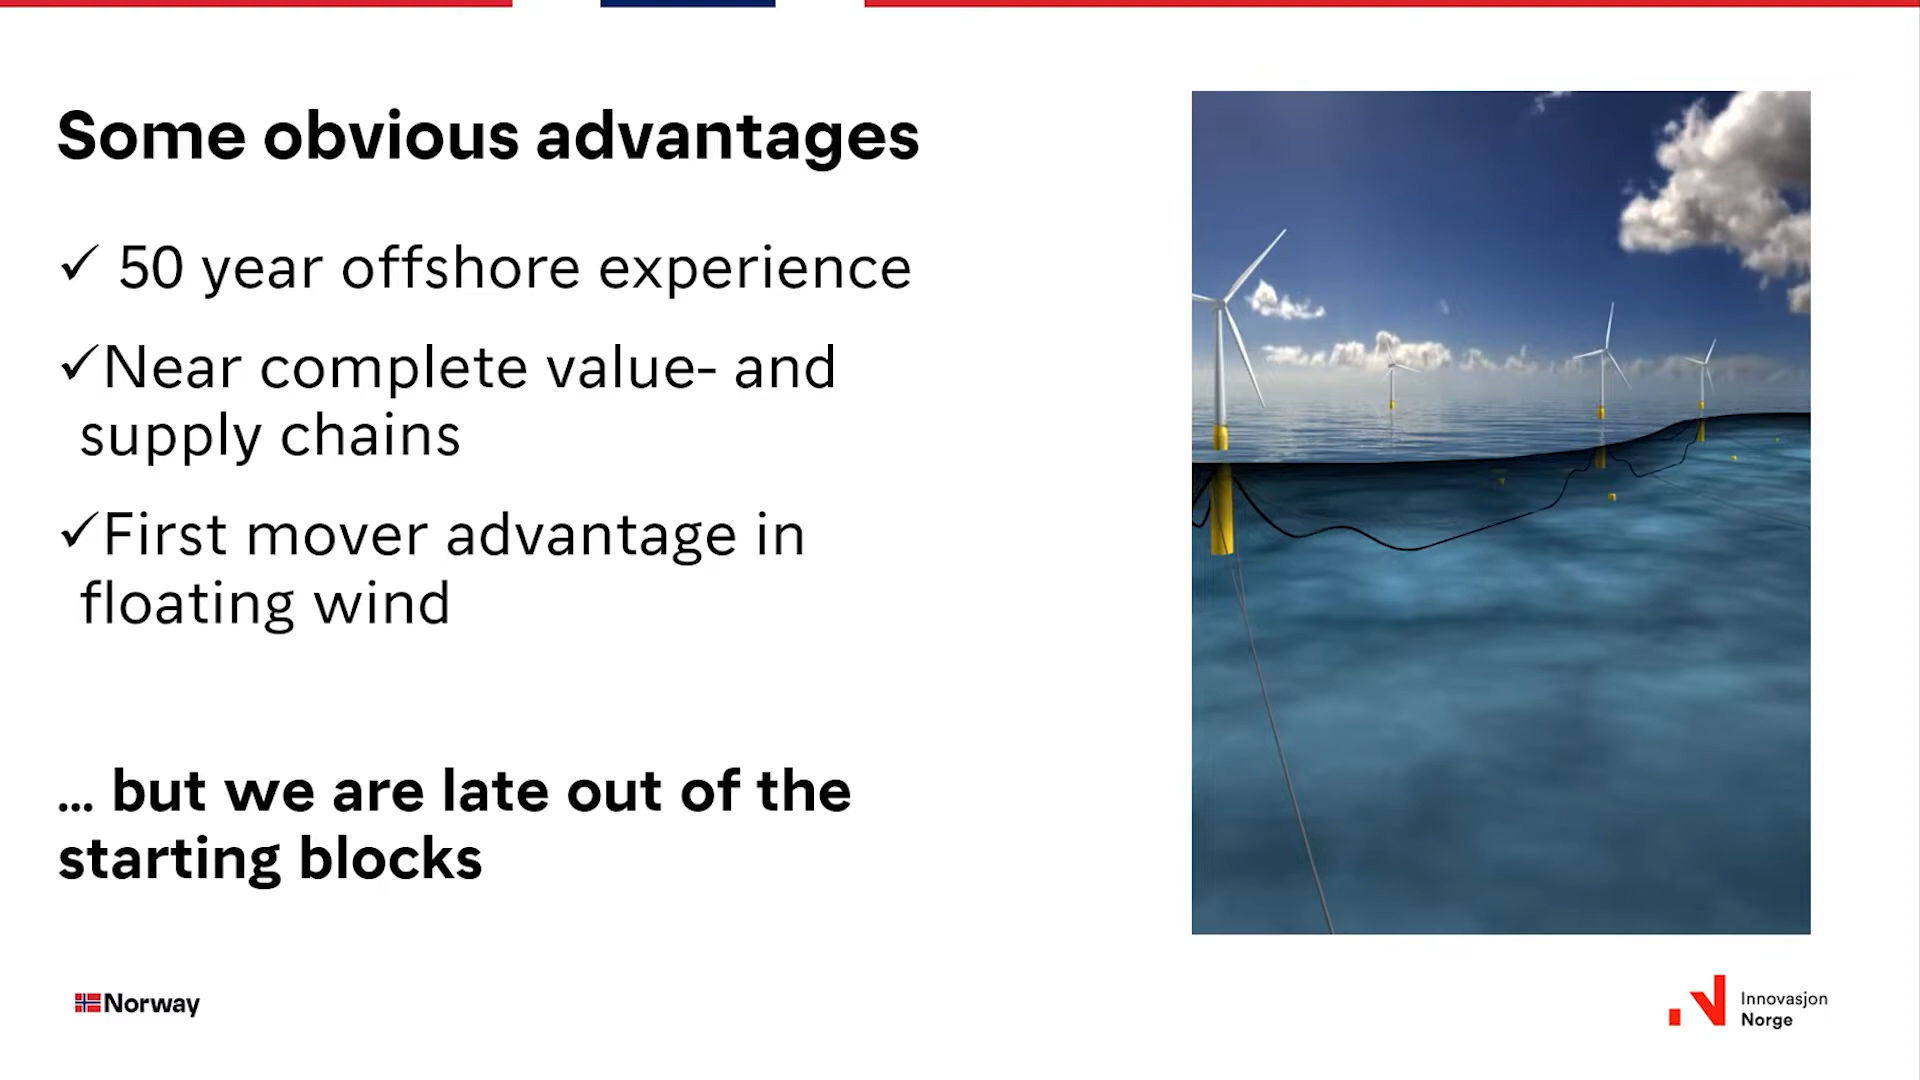 Some obvious advantages
✓ 50 year offshore experience
✓Near complete value- and
supply chains
✓First mover advantage in
floating wind
... but we are late out of the
starting blocks
Norway
Innovasjon
Norge